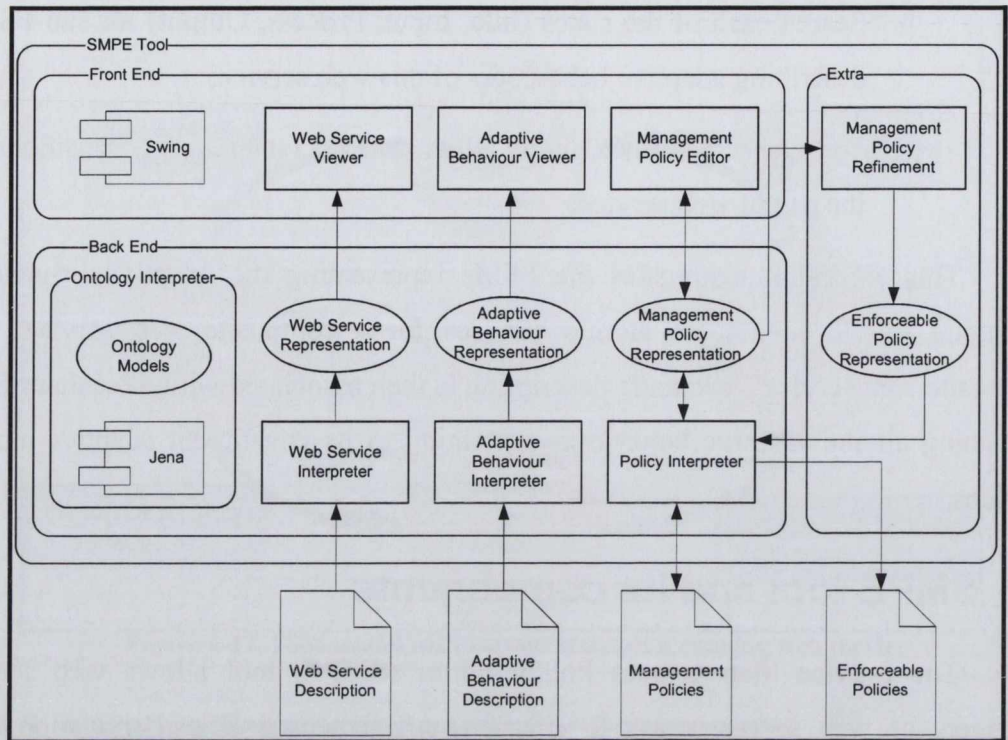 SMPE Tool
Front End
Extra
Swing
Web Service
Viewer
Adaptive
Behaviour Viewer
Management
Policy Editor
Management
Policy
Refinement
Back End
Ontology Interpreter
Ontology
Models
Web Service
Representation
Adaptive
Behaviour
Representation
Management
Policy
Representation
Enforceable
Policy
Representation
Jena
Web Service
Interpreter
Adaptive
Behaviour
Interpreter
Policy Interpreter
Web Service
Description
Adaptive
Behaviour
Description
Management
Policies
Enforceable
Policies